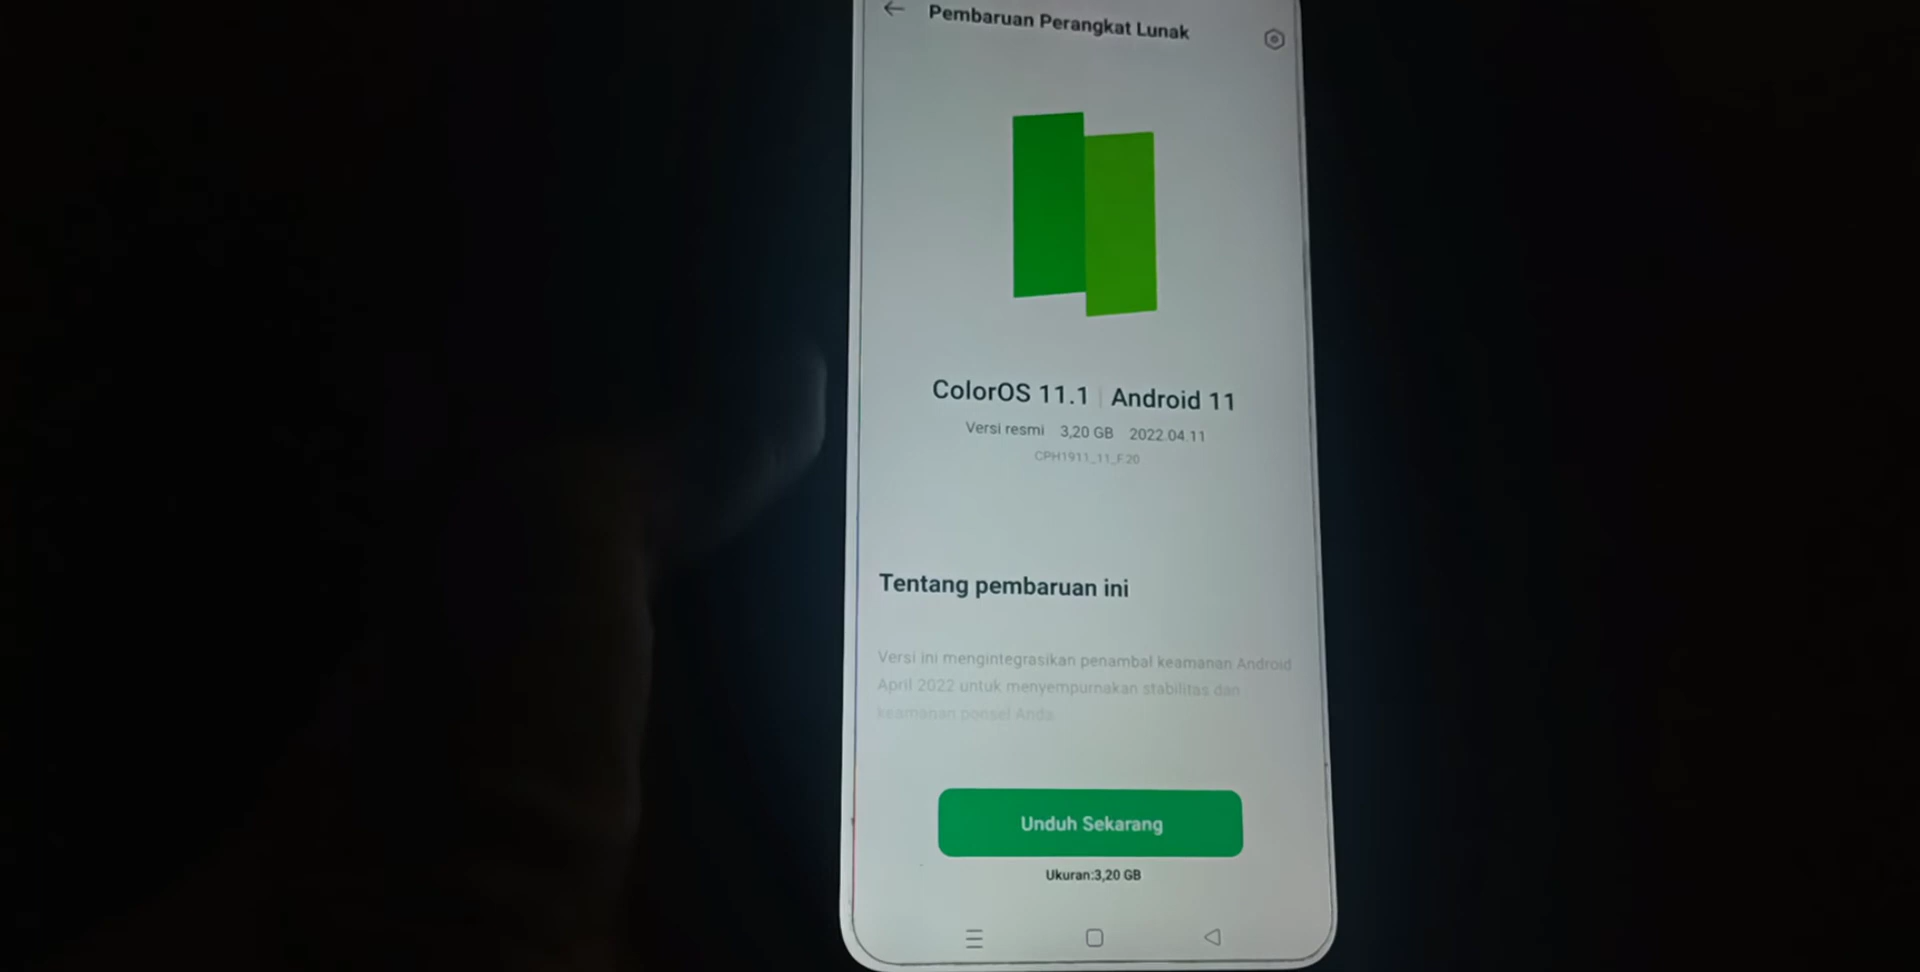 Pembaruan Perangkat Lunak
ColorOS 11.1 | Android 11
Versi resmi 3,20 GB 2022.04.11
CPH1911_11_F.20
Tentang pembaruan ini
Versi ini mengintegrasikan penambal keamanan Android
April 2022 untuk menyempurnakan stabilitas dan
keamanan ponsel Anda.
Unduh Sekarang
Ukuran:3,20 GB